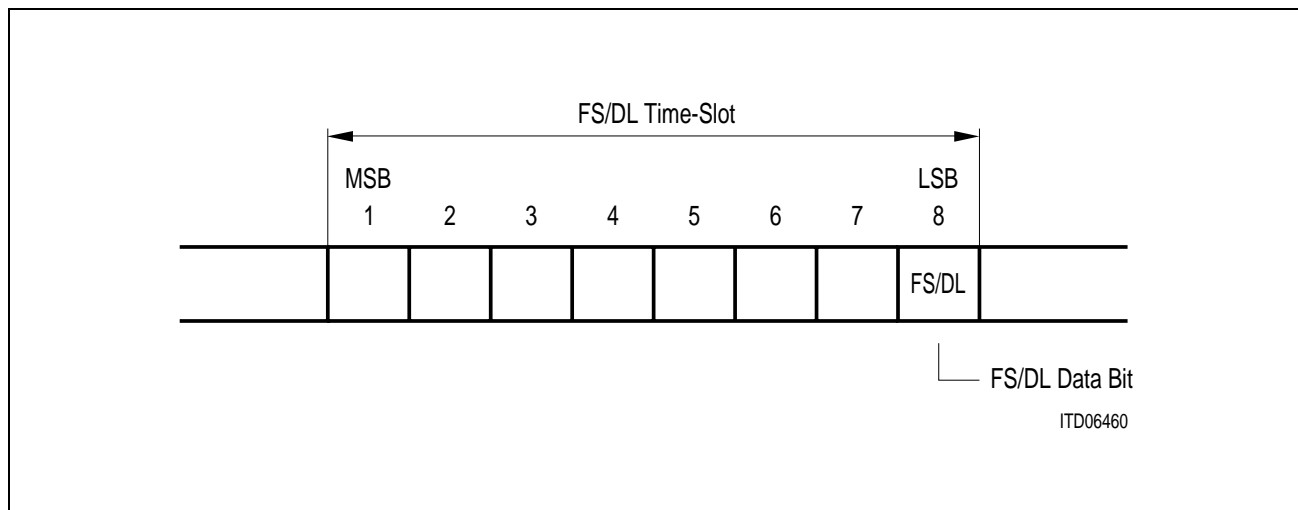 FS/DL Time-Slot
MSB LSB
1 2 3 4 5 6 7 8
FS/DL
FS/DL Data Bit
ITD06460